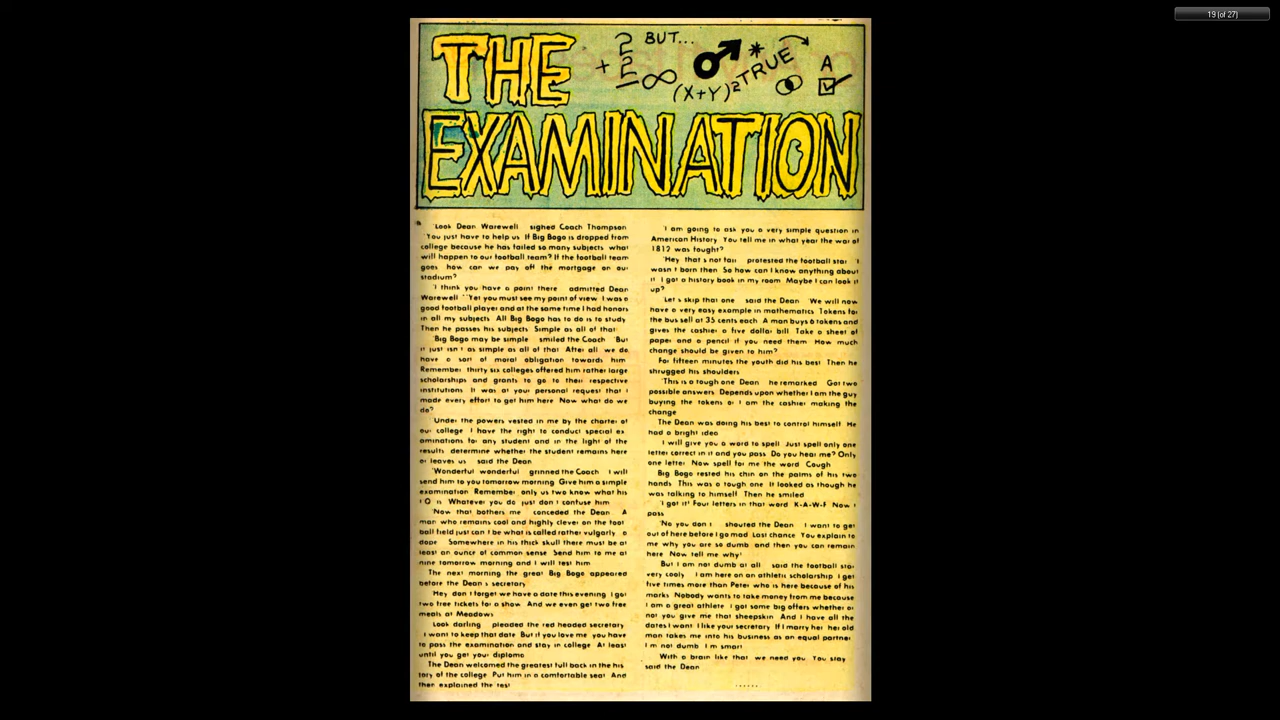 19 (of 27)
THE
2 BUT...
+ 2 ∞ (X+Y)2 TRUE A
EXAMINATION
Look Dean Warewell sighed Coach Thompson
You just have to help us If Big Bogo is dropped from
college because he has failed so many subjects what
will happen to our football team? If the football team
goes how can we pay off the mortgage on our
stadium?
I think you have a point there admitted Dean
Warewell Yet you must see my point of view I was a
good football player and at the same time I had honors
in all my subjects All Big Bogo has to do is to study
Then he passes his subjects Simple as all of that
Big Bogo may be simple smiled the Coach But
it just isn t as simple as all of that After all we do
have a sort of moral obligation towards him
Remember thirty six colleges offered him rather large
scholarships and grants to go to their respective
institutions It was at your personal request that I
made every effort to get him here Now what do we
do?
Under the powers vested in me by the charter of
our college I have the right to conduct special ex
aminations for any student and in the light of the
results determine whether the student remains here
or leaves us said the Dean
Wonderful wonderful grinned the Coach I will
send him to you tomorrow morning Give him a simple
examination Remember only us two know what his
I Q is Whatever you do just don t confuse him
Now that bothers me conceded the Dean A
man who remains cool and highly clever on the foot
ball field just can t be what is called rather vulgarly a
dope Somewhere in his thick skull there must be at
least an ounce of common sense Send him to me at
nine tomorrow morning and I will test him
The next morning the great Big Bogo appeared
before the Dean s secretary
Hey don t forget we have a date this evening I got
two free tickets for a show And we even get two free
meals at Meadows
Look darling pleaded the red headed secretary
I want to keep that date But if you love me you have
to pass the examination and stay in college At least
until you get your diploma
The Dean welcomed the greatest full back in the his
tory of the college Put him in a comfortable seat And
then explained the test
I am going to ask you a very simple question in
American History You tell me in what year the war of
1812 was fought?
Hey that s not fair protested the football star I
wasn t born then So how can I know anything about
it I got a history book in my room Maybe I can look it
up?
Let s skip that one said the Dean We will now
have a very easy example in mathematics Tokens for
the bus sell at 35 cents each A man buys 6 tokens and
gives the cashier a five dollar bill Take a sheet of
paper and a pencil if you need them How much
change should be given to him?
For fifteen minutes the youth did his best Then he
shrugged his shoulders
This is a tough one Dean he remarked Got two
possible answers Depends upon whether I am the guy
buying the tokens or I am the cashier making the
change
The Dean was doing his best to control himself He
had a bright idea
I will give you a word to spell Just spell only one
letter correct in it and you pass Do you hear me? Only
one letter Now spell for me the word Cough
Big Bogo rested his chin on the palms of his two
hands This was a tough one It looked as though he
was talking to himself Then he smiled
I got it! Four letters in that word K-A-W-F Now I
pass
No you don t shouted the Dean I want to get
out of here before I go mad Last chance You explain to
me why you are so dumb and then you can remain
here Now tell me why!
But I am not dumb at all said the football star
very cooly I am here on an athletic scholarship I get
five times more than Peter who is here because of his
marks Nobody wants to take money from me because
I am a great athlete I got some big offers whether or
not you give me that sheepskin And I have all the
dates I want I like your secretary If I marry her her old
man takes me into his business as an equal partner
I m not dumb I m smart
With a brain like that we need you You stay
said the Dean
......